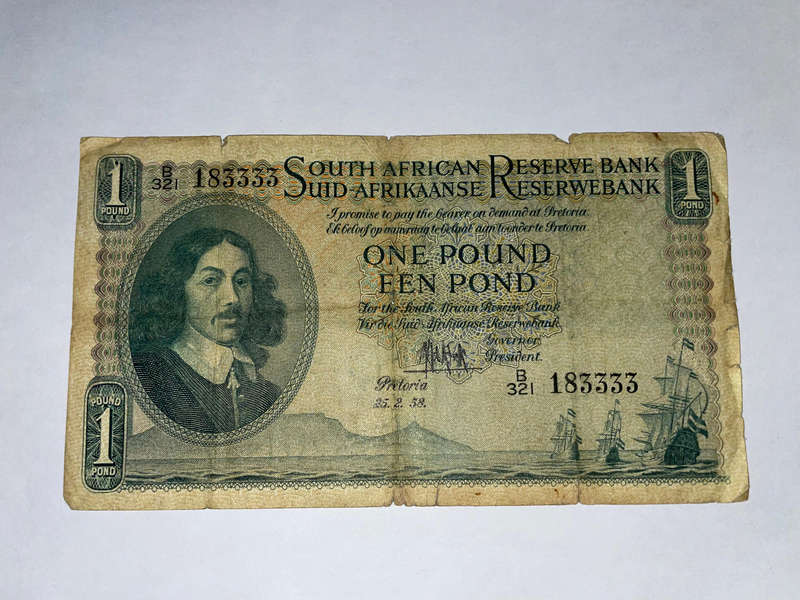 1
POUND
B
321 183333
SOUTH AFRICAN RESERVE BANK
SUID-AFRIKAANSE RESERWEBANK
1
POUND
I promise to pay the bearer on demand at Pretoria
Ek beloof op aanvraag te betaal aan toonder te Pretoria
ONE POUND
EEN POND
For the South African Reserve Bank
Vir die Suid-Afrikaanse Reserwebank
Governor.
President.
Pretoria
25. 2. 58.
B
321 183333
POUND
1
POND